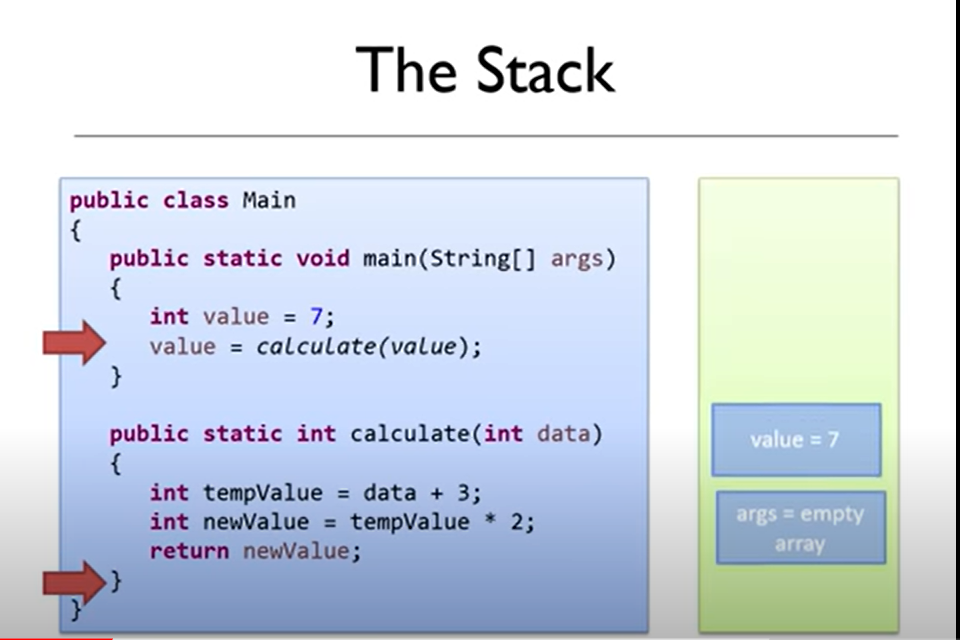 The Stack
public class Main
{
public static void main(String[] args)
{
int value = 7;
value = calculate(value);
}
public static int calculate(int data)
{
int tempValue = data + 3;
int newValue = tempValue * 2;
return newValue;
}
}
value = 7
args = empty
array